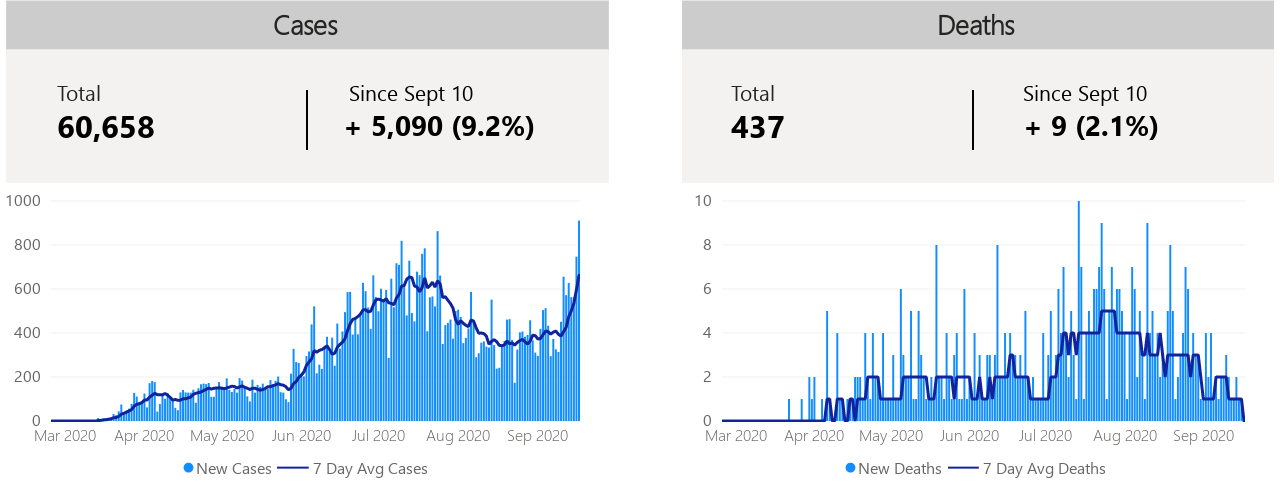 Cases
Total
60,658
Since Sept 10
+ 5,090 (9.2%)
1000
800
600
400
200
0
Mar 2020 Apr 2020 May 2020 Jun 2020 Jul 2020 Aug 2020 Sep 2020
New Cases 7 Day Avg Cases
Deaths
Total
437
Since Sept 10
+ 9 (2.1%)
10
8
6
4
2
0
Mar 2020 Apr 2020 May 2020 Jun 2020 Jul 2020 Aug 2020 Sep 2020
New Deaths 7 Day Avg Deaths